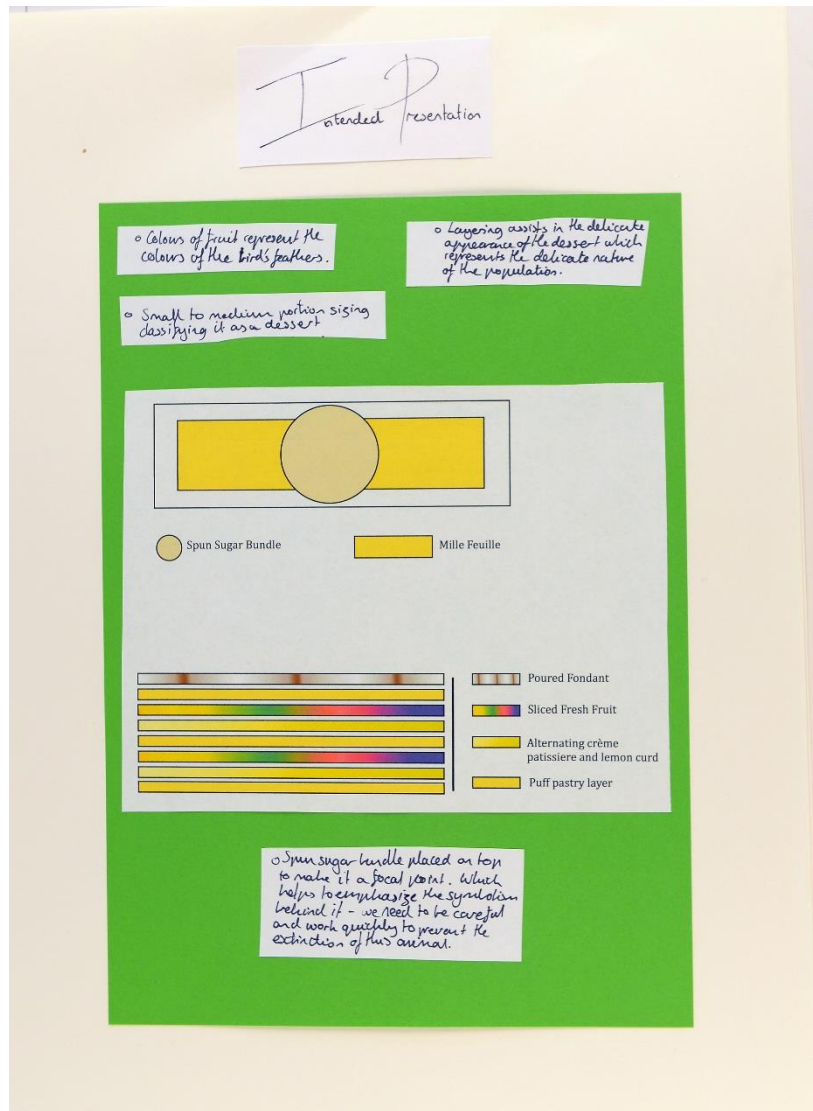 Intended Presentation
o Colours of fruit represent the
colours of the bird's feathers.
o Layering assists in the delicate
appearance of the dessert which
represents the delicate nature
of the population.
o Small to medium portion sizing
classifying it as a dessert
Spun Sugar Bundle
Mille Feuille
Poured Fondant
Sliced Fresh Fruit
Alternating crème
patissiere and lemon curd
Puff pastry layer
o Spun sugar bundle placed on top
to make it a focal point. Which
helps to emphasize the symbolism
behind it - we need to be careful
and work quickly to prevent the
extinction of this animal.